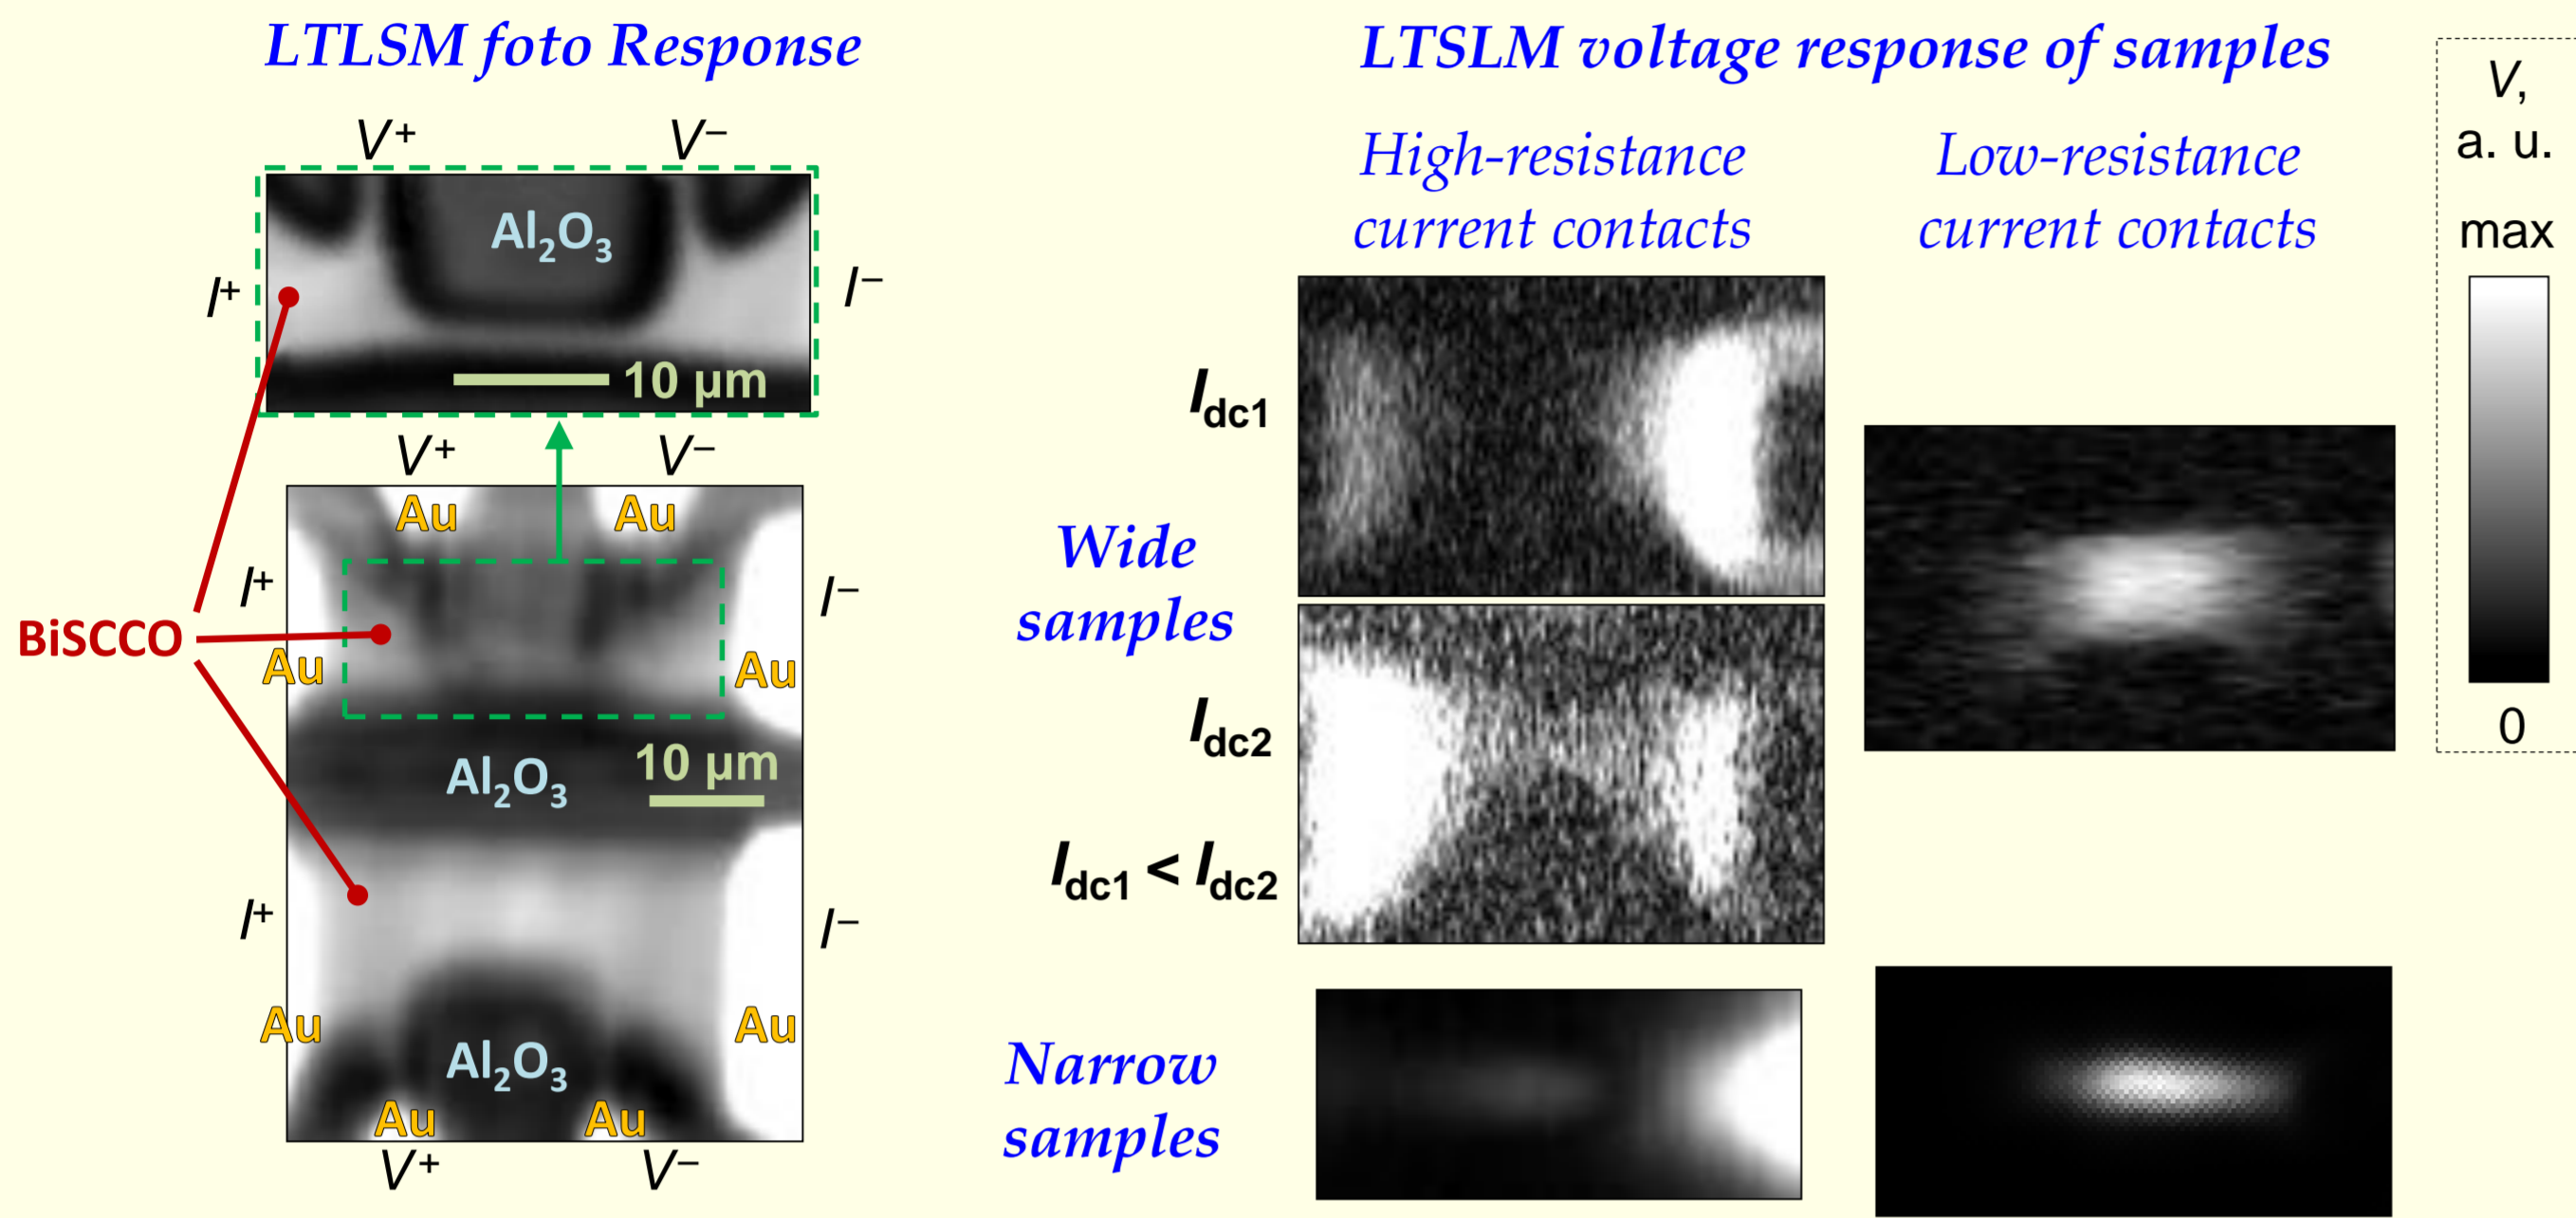 LTLSM foto Response
V+ V–
Al2O3
I+ I–
10 µm
V+ V–
Au Au
I+ I–
BiSCCO
Au Au
10 µm
Al2O3
I+ I–
Au Au
Al2O3
Au Au
V+ V–
LTSLM voltage response of samples
High-resistance
current contacts
Low-resistance
current contacts
Idc1
Wide
samples
Idc2
Idc1 < Idc2
Narrow
samples
V,
a. u.
max
0